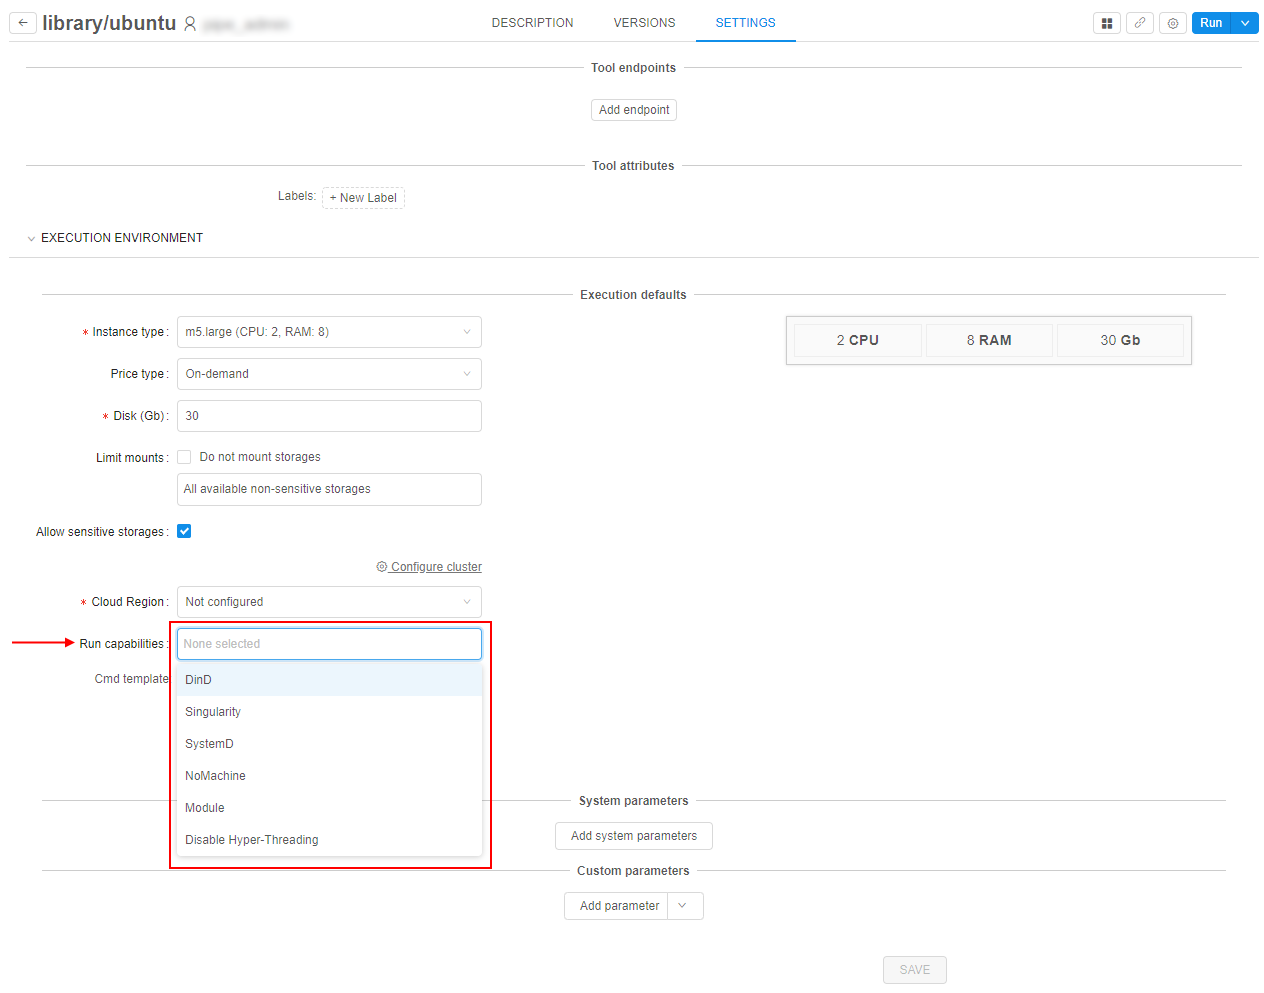 library/ubuntu
DESCRIPTION VERSIONS SETTINGS
Run
Tool endpoints
Add endpoint
Tool attributes
Labels: + New Label
EXECUTION ENVIRONMENT
Execution defaults
* Instance type: m5.large (CPU: 2, RAM: 8)
2 CPU 8 RAM 30 Gb
Price type: On-demand
* Disk (Gb): 30
Limit mounts: Do not mount storages
All available non-sensitive storages
Allow sensitive storages:
Configure cluster
* Cloud Region: Not configured
Run capabilities: None selected
Cmd template
DinD
Singularity
SystemD
NoMachine
Module
Disable Hyper-Threading
System parameters
Add system parameters
Custom parameters
Add parameter
SAVE